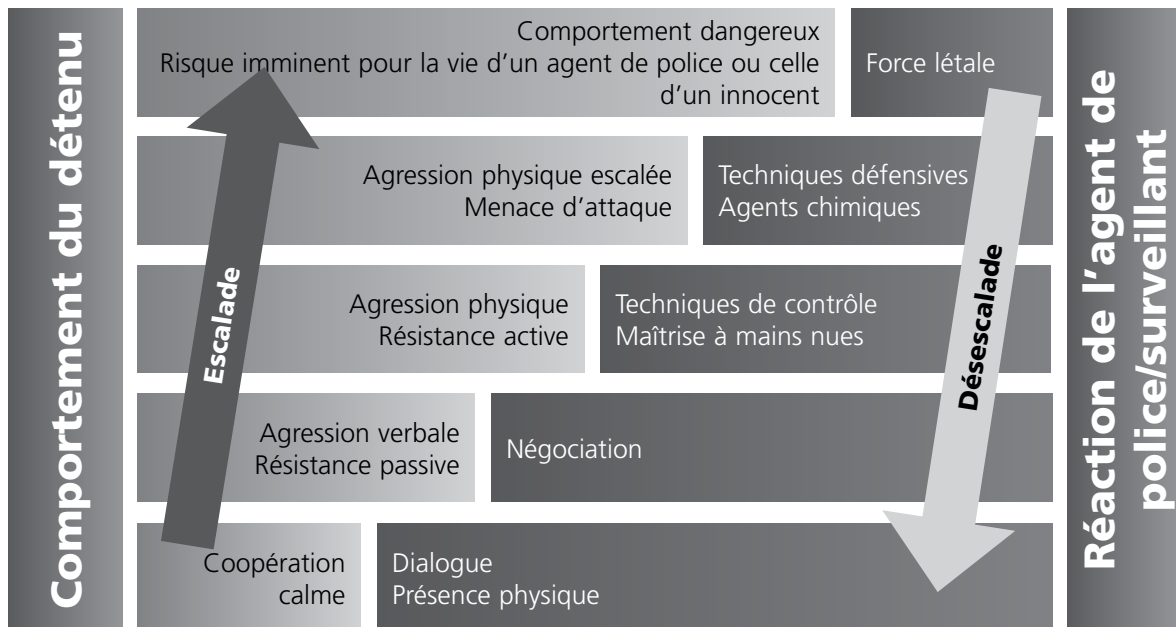 Comportement du détenu
Comportement dangereux
Risque imminent pour la vie d'un agent de police ou celle
d'un innocent
Force létale
Agression physique escalée
Menace d'attaque
Techniques défensives
Agents chimiques
Agression physique
Résistance active
Techniques de contrôle
Maîtrise à mains nues
Agression verbale
Résistance passive
Négociation
Coopération
calme
Dialogue
Présence physique
Escalade
Désescalade
Réaction de l'agent de
police/surveillant